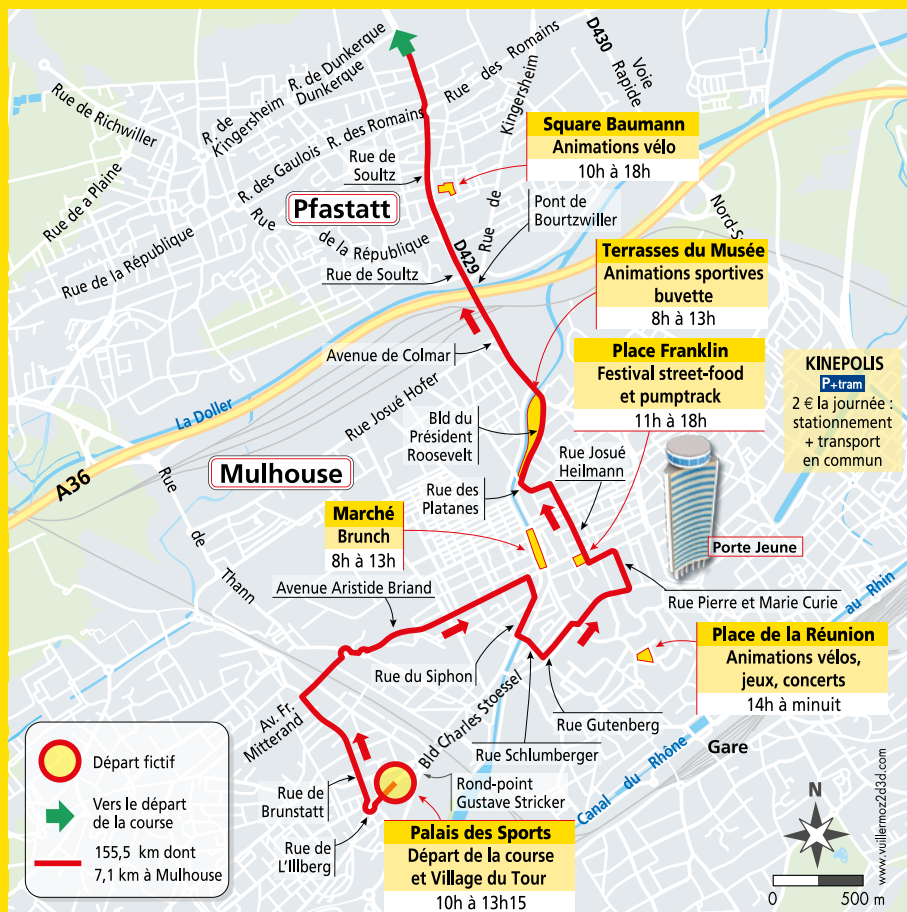 D430
Voie
Rapide
R. de Dunkerque
Dunkerque
R. de
Kingersheim
Rue des Romains
Kingersheim
Rue de
Rue de Richwiller
R. des Gaulois
R. des Romains
Rue de a Plaine
Square Baumann
Animations vélo
10h à 18h
Rue de
Soultz
Pfastatt
Rue
de la République
Rue de la République
D429
Pont de
Bourtzwiller
Nord-S
Rue de Soultz
Terrasses du Musée
Animations sportives
buvette
8h à 13h
Avenue de Colmar
Place Franklin
Festival street-food
et pumptrack
11h à 18h
KINEPOLIS
P+tram
2 € la journée :
stationnement
+ transport
en commun
La Doller
Rue Josué Hofer
Bld du
Président
Roosevelt
Rue Josué
Heilmann
A36
Mulhouse
Rue
de
Thann
Rue des
Platanes
Marché
Brunch
8h à 13h
Porte Jeune
Avenue Aristide Briand
Rue Pierre et Marie Curie
au Rhin
Place de la Réunion
Animations vélos,
jeux, concerts
14h à minuit
Rue du Siphon
Rue Gutenberg
Rue Schlumberger
Bld Charles Stoessel
Av. Fr.
Mitterand
Gare
Canal du Rhône
Départ fictif
Vers le départ
de la course
155,5 km dont
7,1 km à Mulhouse
Rue de
Brunstatt
Rond-point
Gustave Stricker
Rue de
L'Illberg
Palais des Sports
Départ de la course
et Village du Tour
10h à 13h15
N
0 500 m
www.vuillermoz2d3d.com